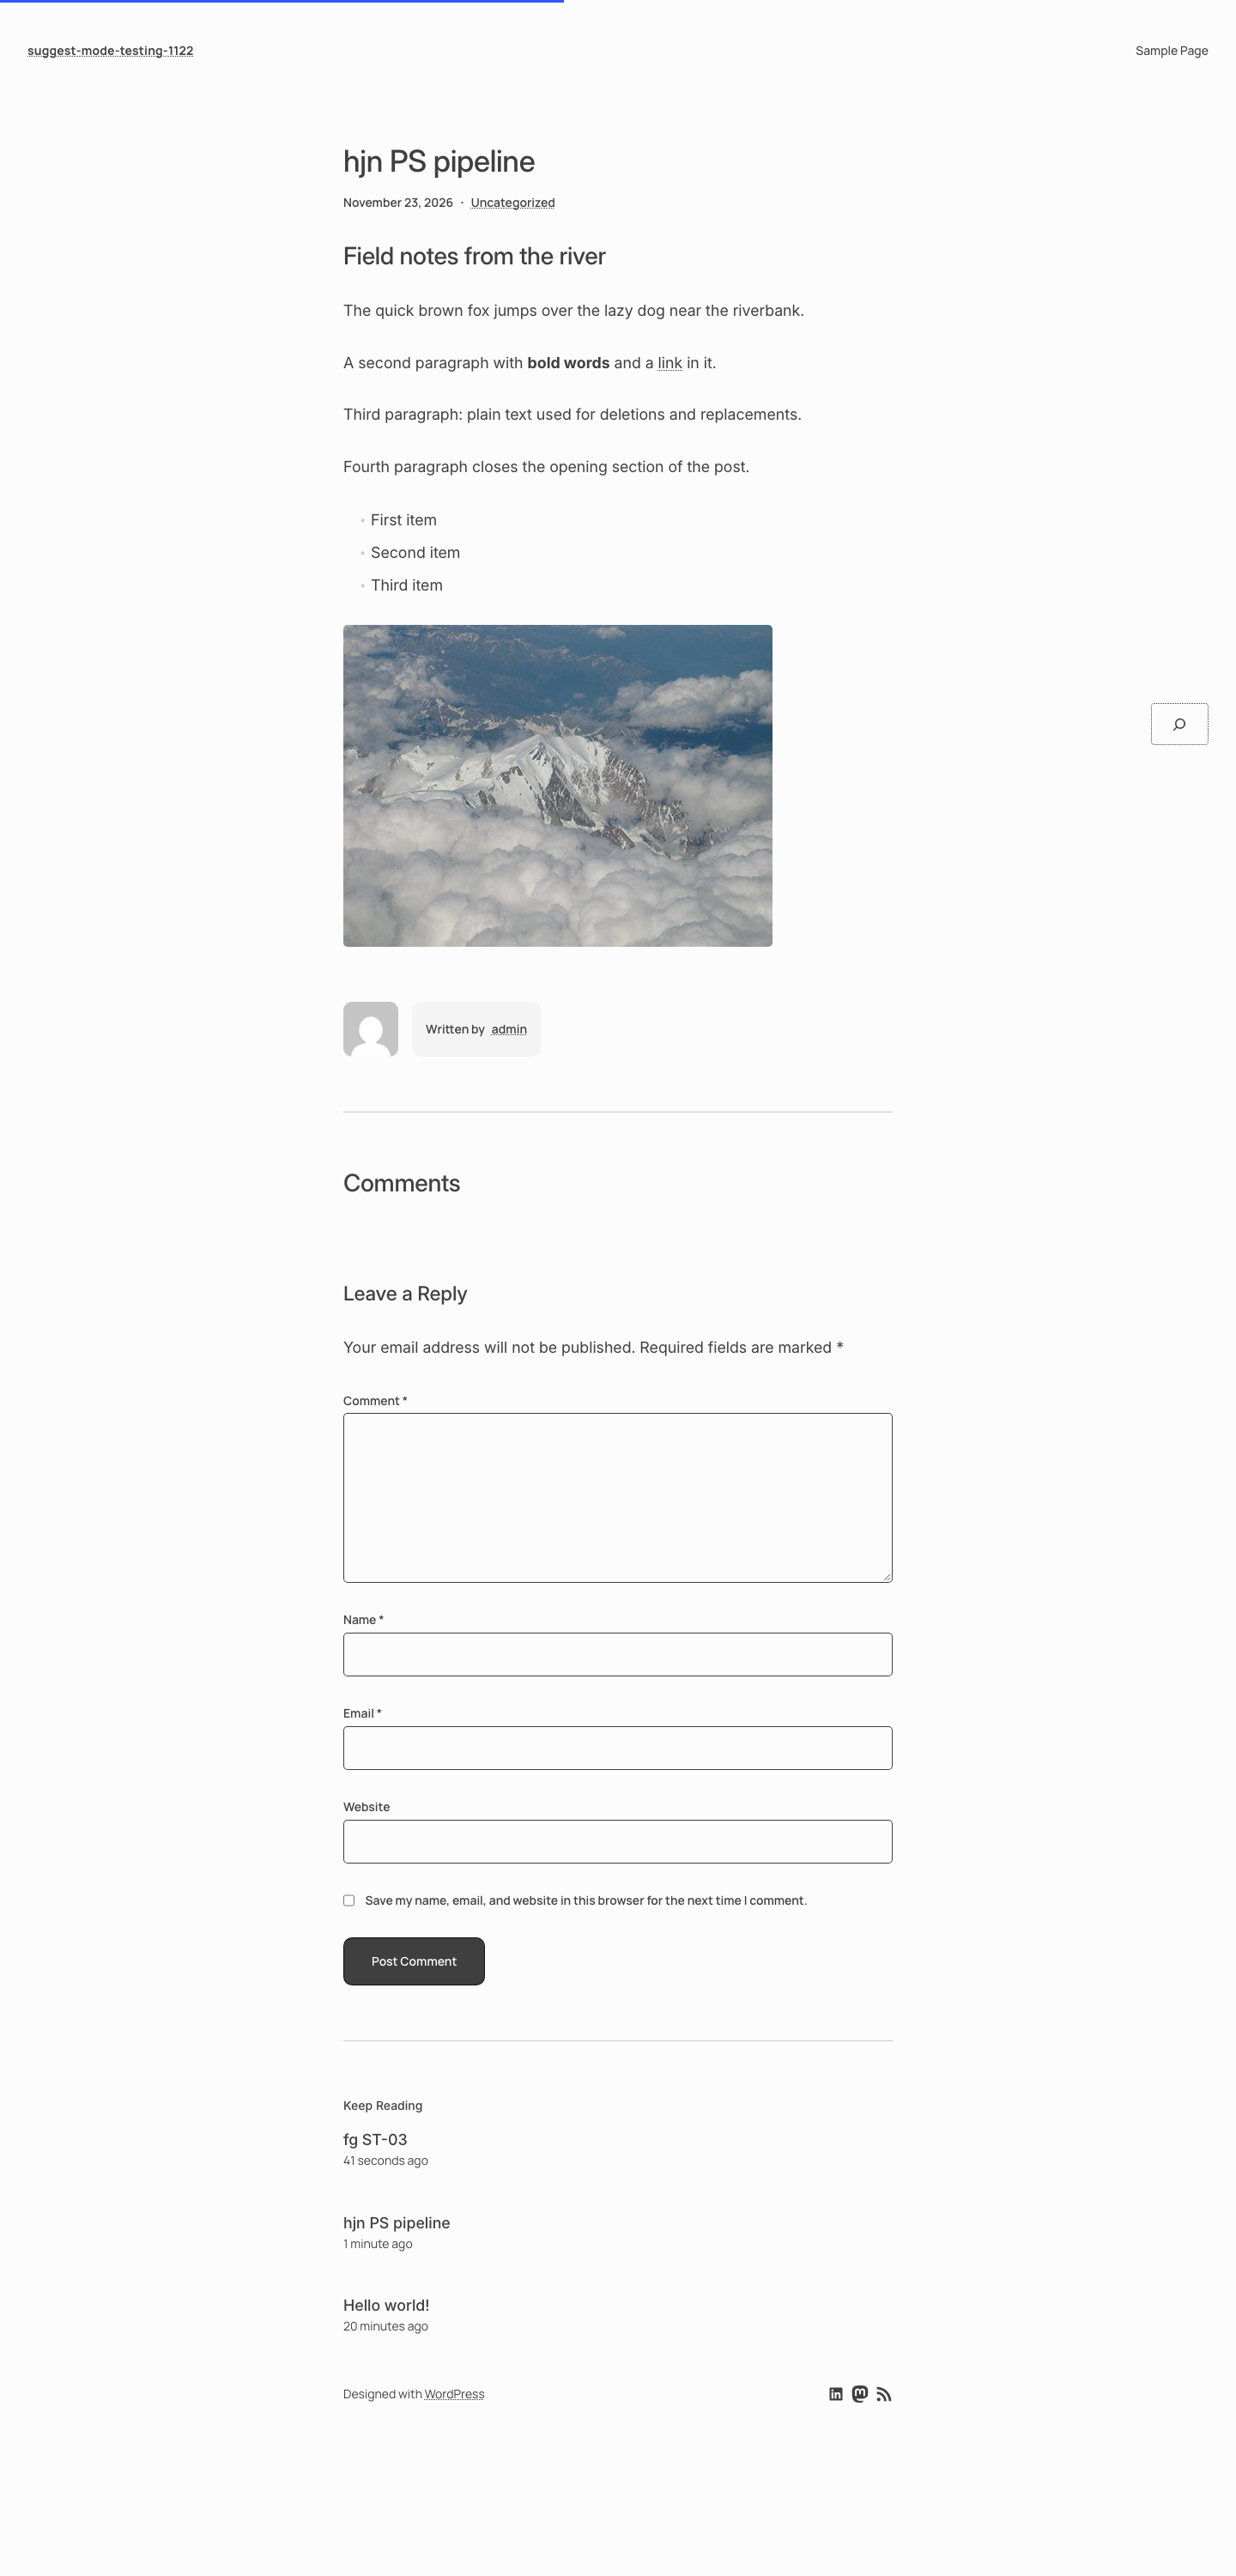 suggest-mode-testing-1122
Sample Page
hjn PS pipeline
November 23, 2026 · Uncategorized
Field notes from the river
The quick brown fox jumps over the lazy dog near the riverbank.
A second paragraph with bold words and a link in it.
Third paragraph: plain text used for deletions and replacements.
Fourth paragraph closes the opening section of the post.
• First item
• Second item
• Third item
Written by admin
Comments
Leave a Reply
Your email address will not be published. Required fields are marked *
Comment *
Name *
Email *
Website
Save my name, email, and website in this browser for the next time I comment.
Post Comment
Keep Reading
fg ST-03
41 seconds ago
hjn PS pipeline
1 minute ago
Hello world!
20 minutes ago
Designed with WordPress